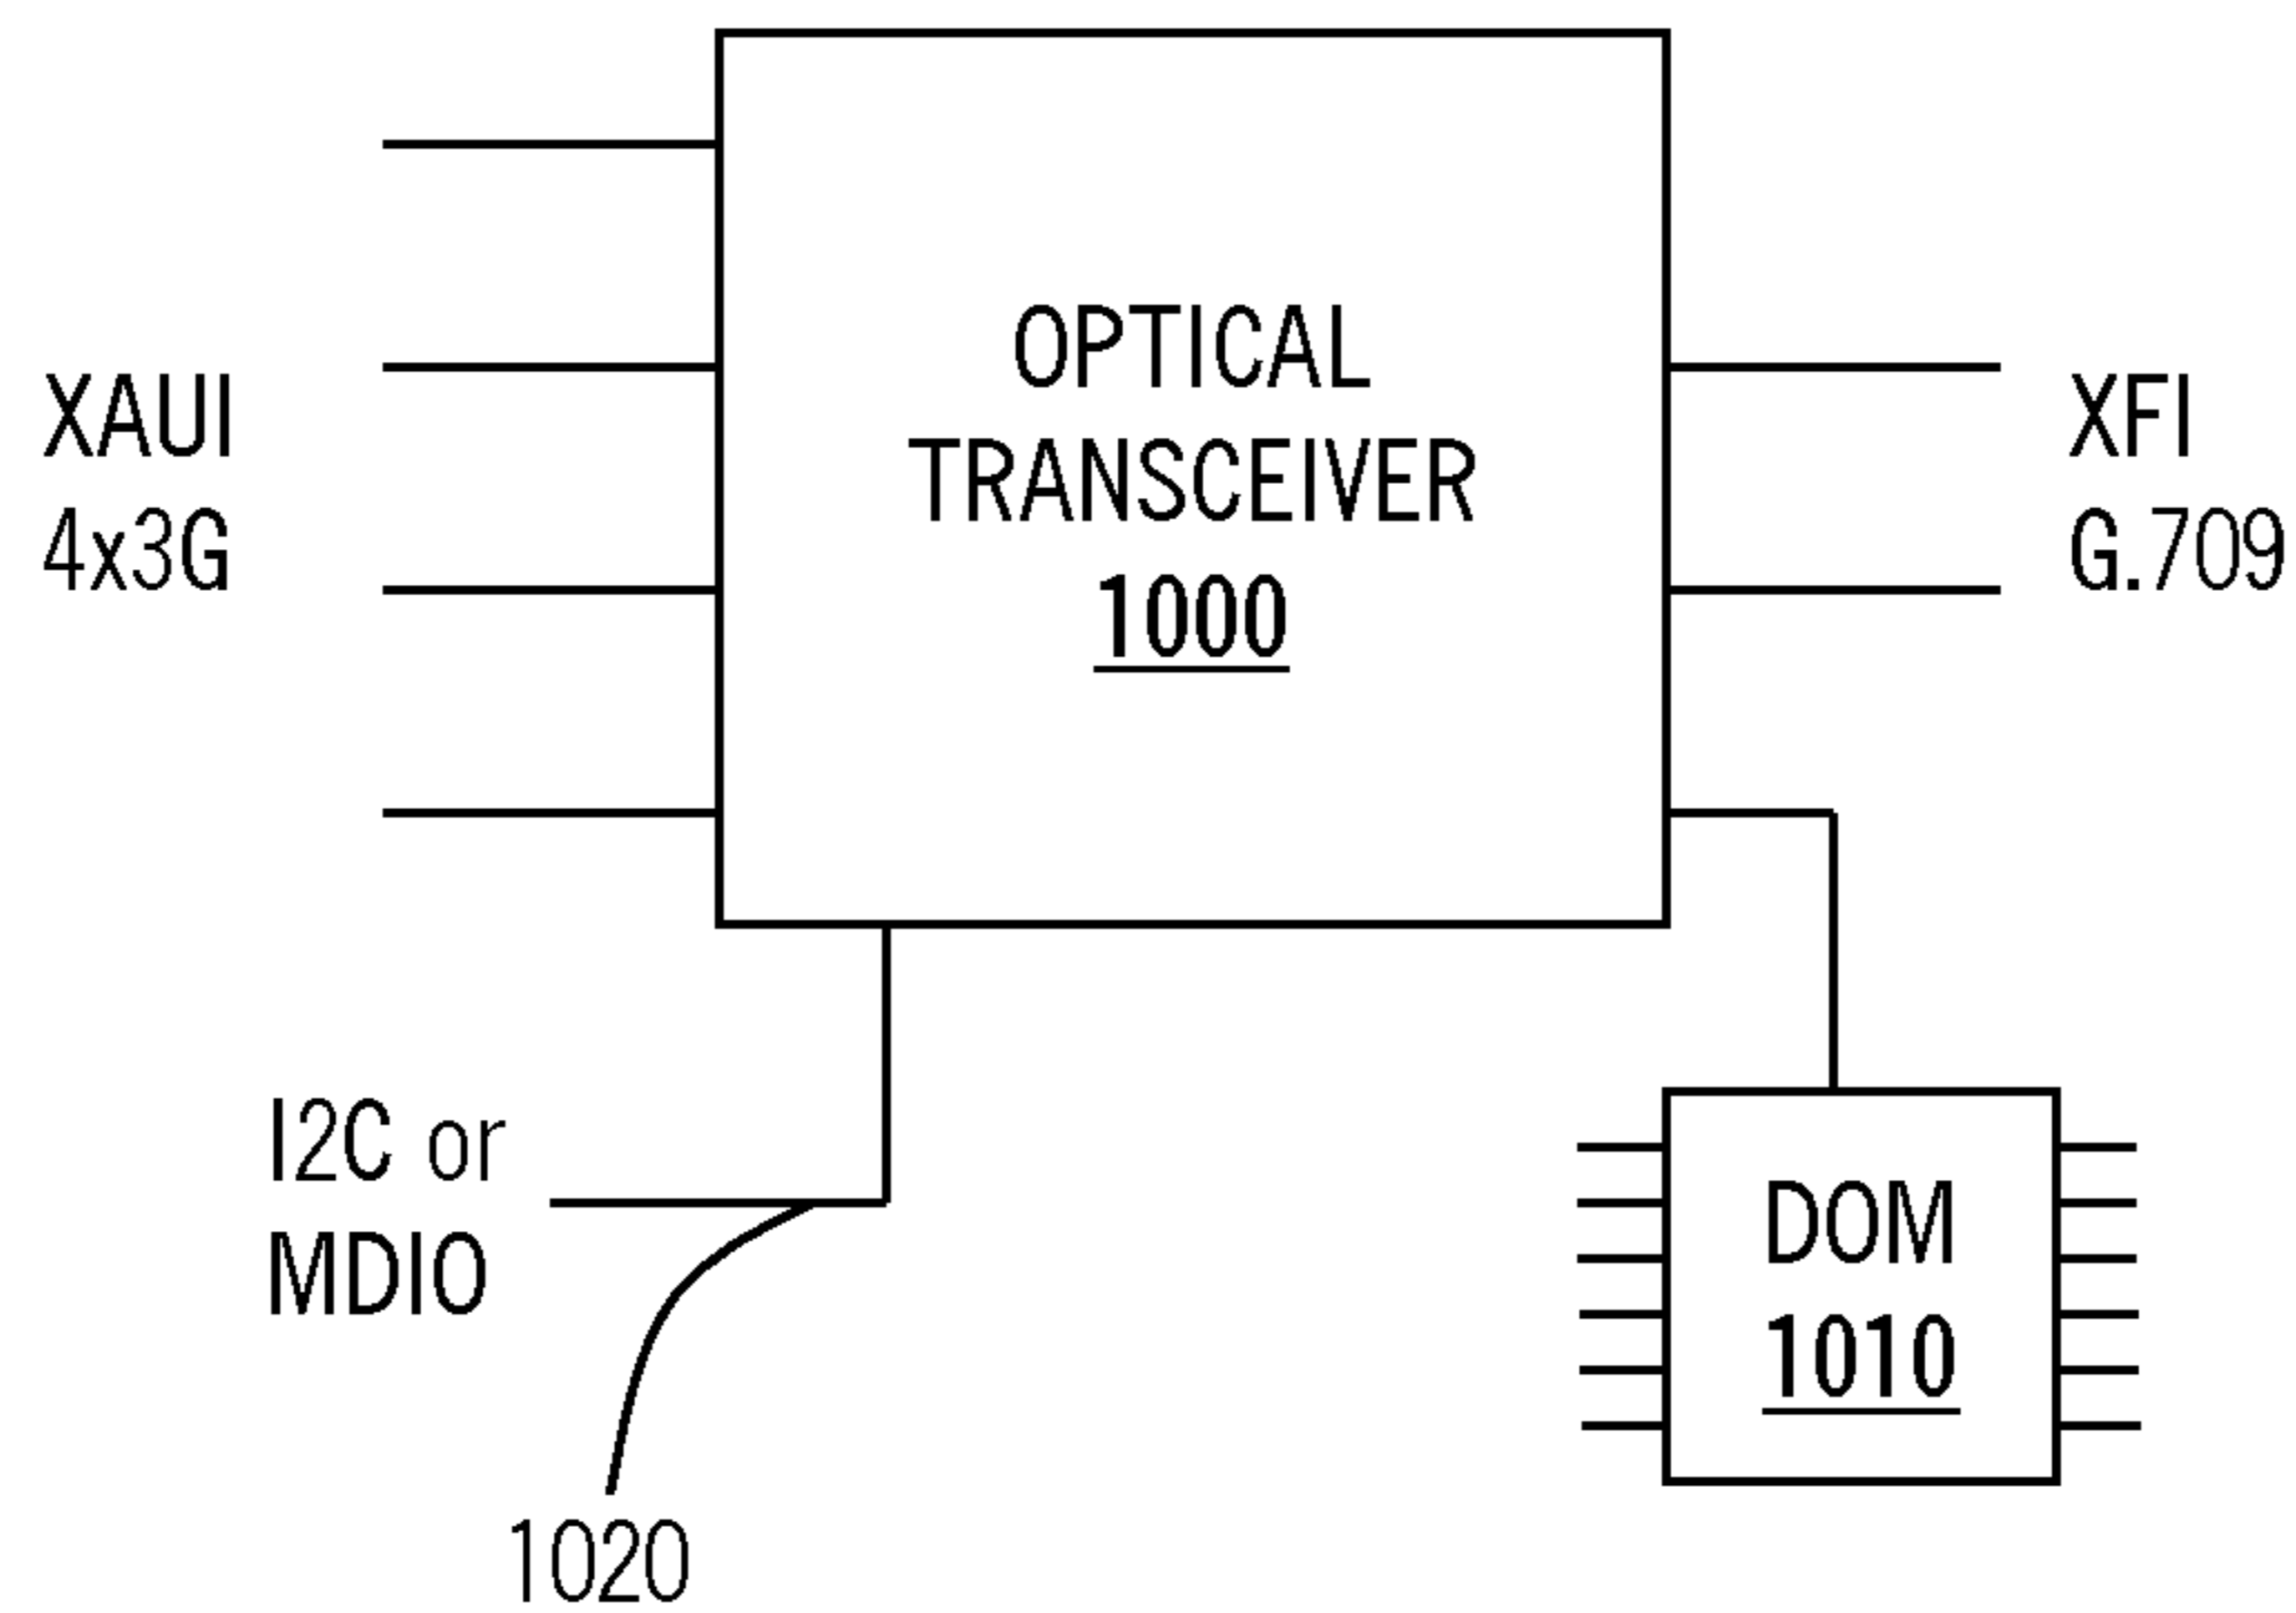 OPTICAL
TRANSCEIVER
1000
XAUI
4x3G
XFI
G.709
I2C or
MDIO
1020
DOM
1010